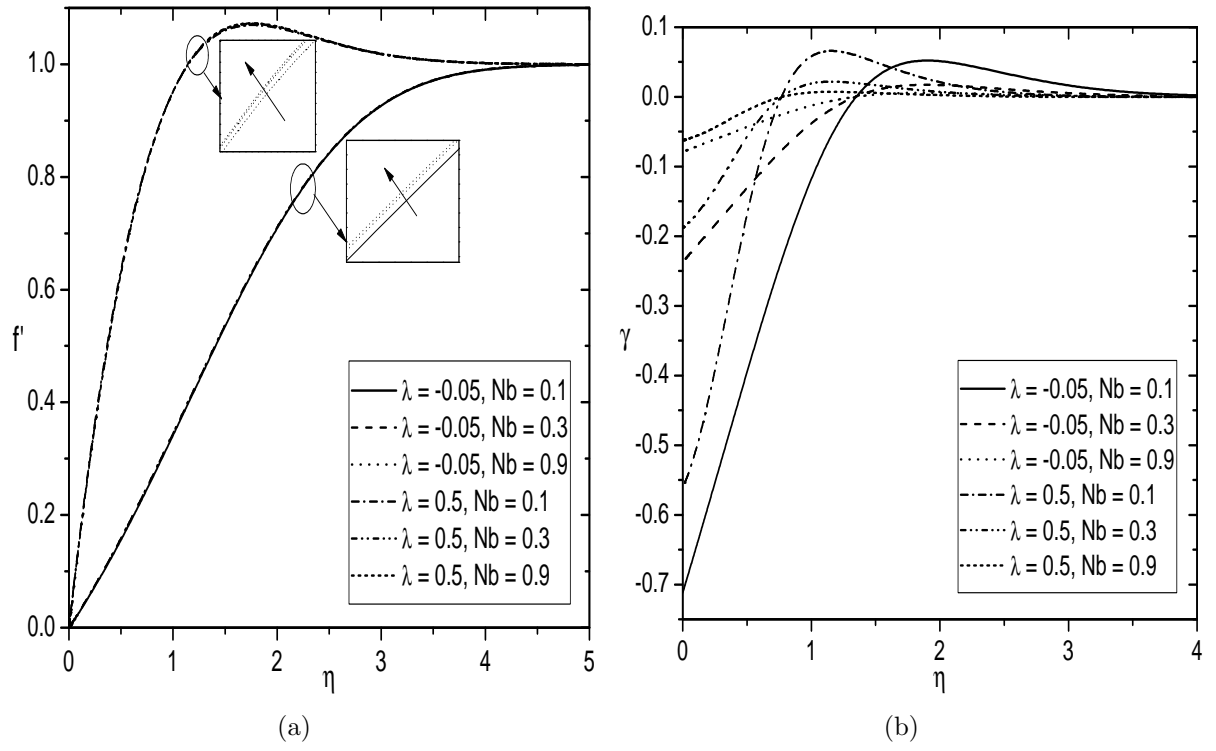 1.0
0.8
0.6
0.4
0.2
0.0
f'
0 1 2 3 4 5
η
λ = -0.05, Nb = 0.1
λ = -0.05, Nb = 0.3
λ = -0.05, Nb = 0.9
λ = 0.5, Nb = 0.1
λ = 0.5, Nb = 0.3
λ = 0.5, Nb = 0.9
(a)
0.1
0.0
-0.1
-0.2
-0.3
-0.4
-0.5
-0.6
-0.7
γ
0 1 2 3 4
η
λ = -0.05, Nb = 0.1
λ = -0.05, Nb = 0.3
λ = -0.05, Nb = 0.9
λ = 0.5, Nb = 0.1
λ = 0.5, Nb = 0.3
λ = 0.5, Nb = 0.9
(b)